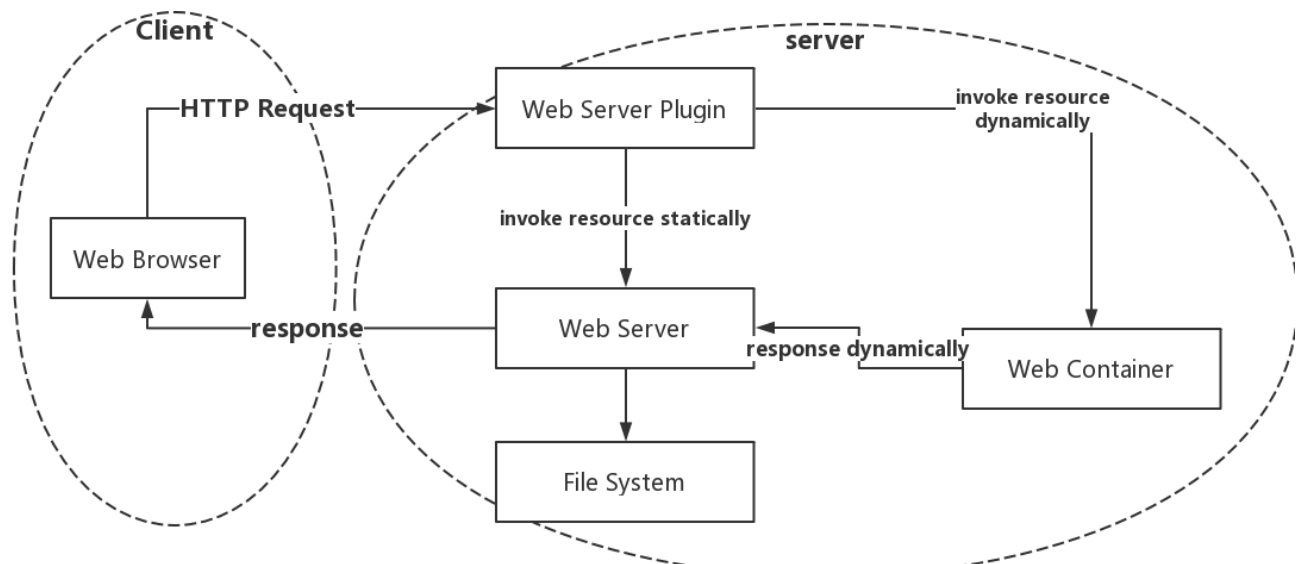 Client
server
HTTP Request
Web Server Plugin
invoke resource
dynamically
invoke resource statically
Web Browser
response
Web Server
response dynamically
Web Container
File System